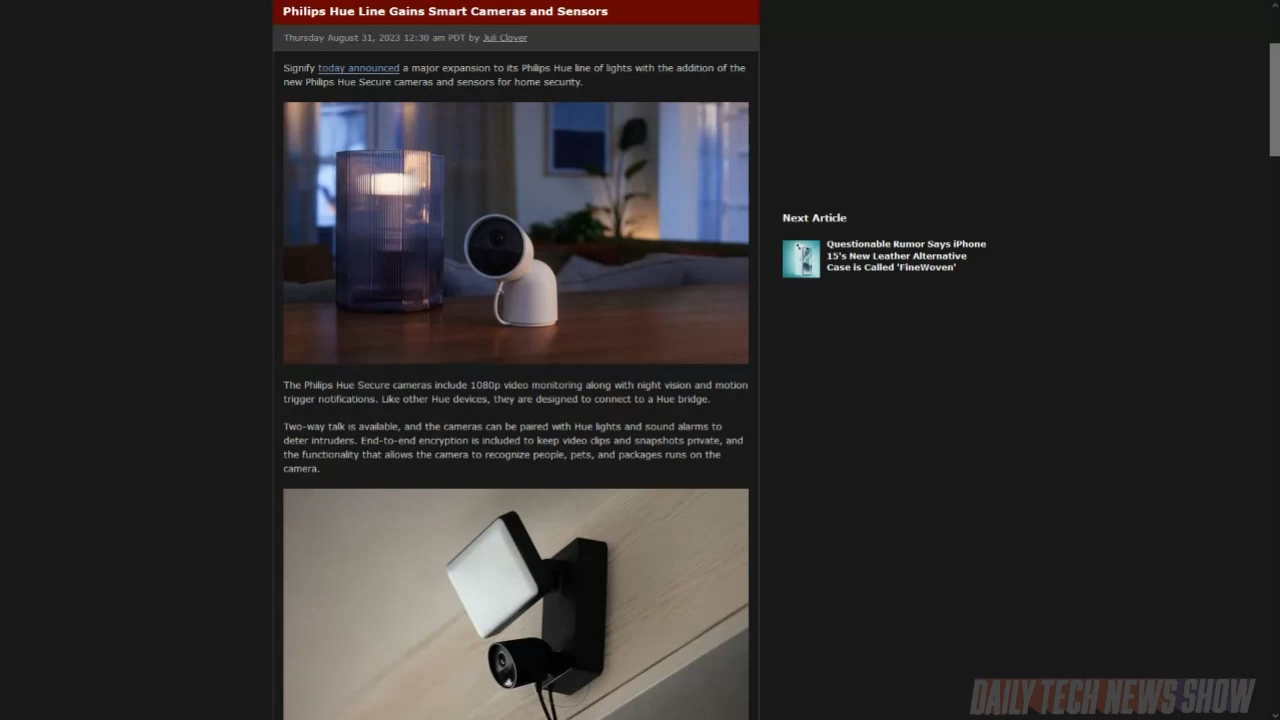 Philips Hue Line Gains Smart Cameras and Sensors
Thursday August 31, 2023 12:30 am PDT by Juli Clover
Signify today announced a major expansion to its Philips Hue line of lights with the addition of the
new Philips Hue Secure cameras and sensors for home security.
The Philips Hue Secure cameras include 1080p video monitoring along with night vision and motion
trigger notifications. Like other Hue devices, they are designed to connect to a Hue bridge.
Two-way talk is available, and the cameras can be paired with Hue lights and sound alarms to
deter intruders. End-to-end encryption is included to keep video clips and snapshots private, and
the functionality that allows the camera to recognize people, pets, and packages runs on the
camera.
Next Article
Questionable Rumor Says iPhone
15's New Leather Alternative
Case is Called 'FineWoven'
DAILY TECH NEWS SHOW